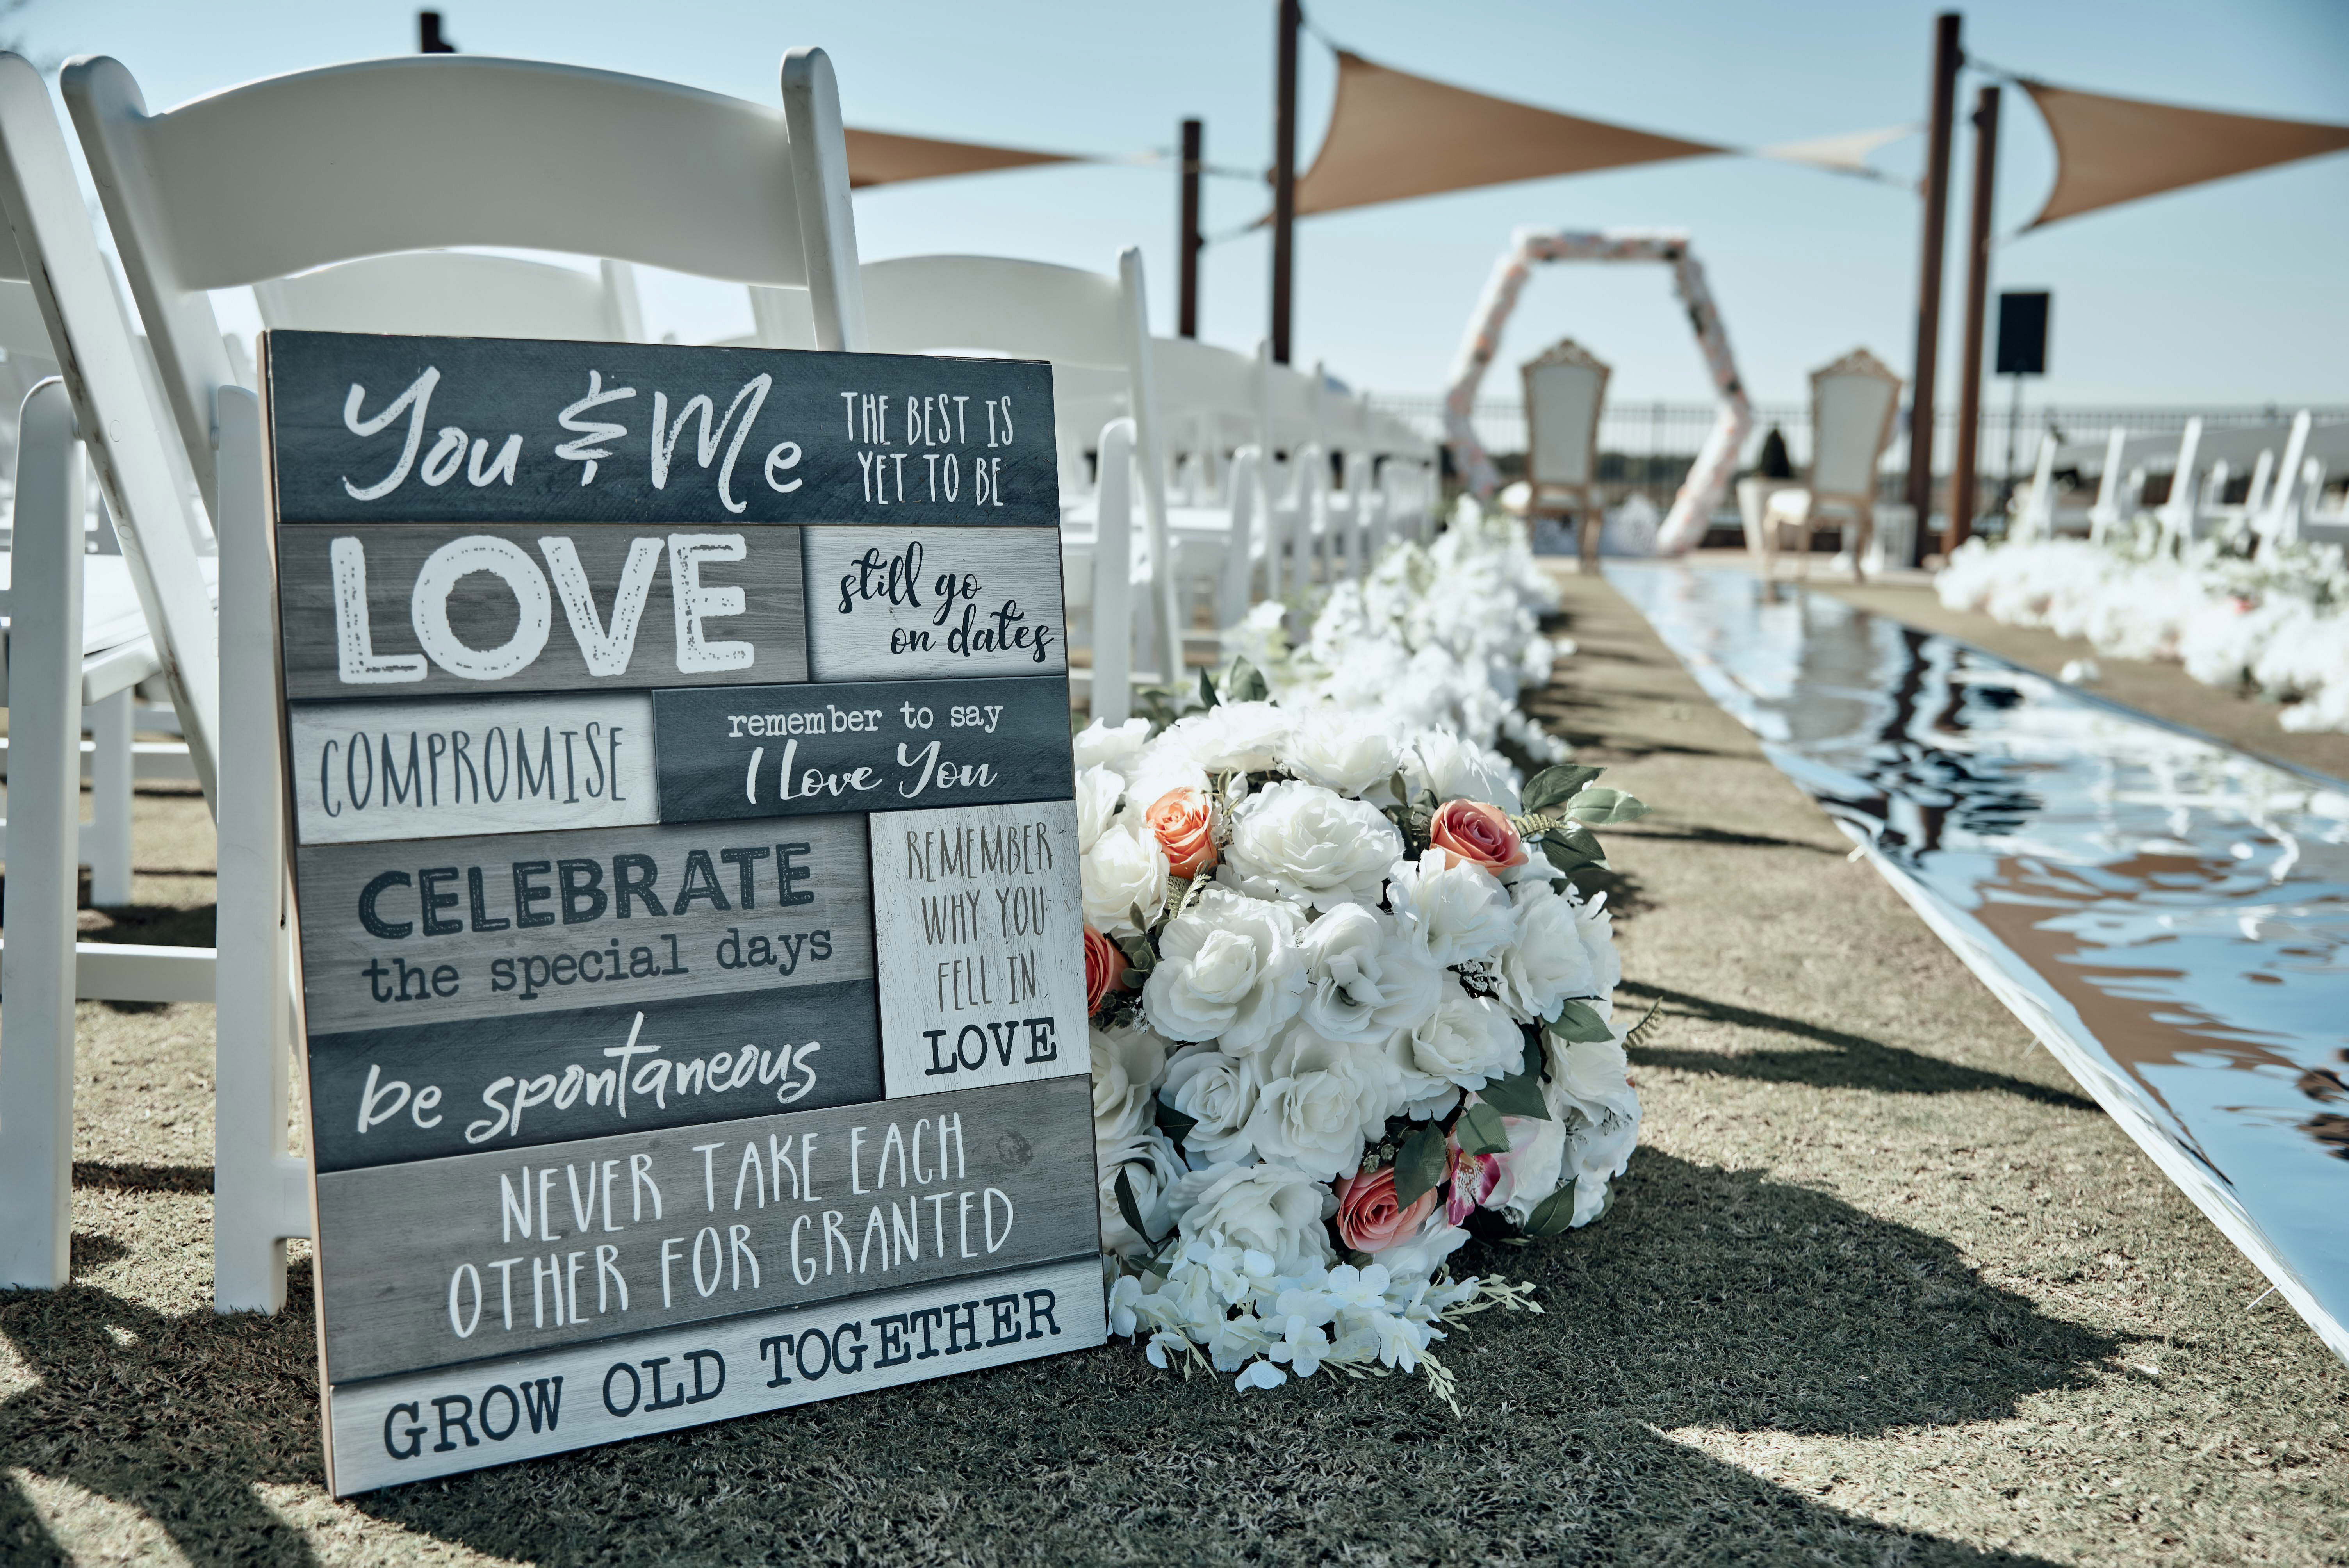 You & Me
THE BEST IS
YET TO BE
LOVE
still go
on dates
COMPROMISE
remember to say
I Love You
CELEBRATE
the special days
REMEMBER
WHY YOU
FELL IN
LOVE
be spontaneous
NEVER TAKE EACH
OTHER FOR GRANTED
GROW OLD TOGETHER